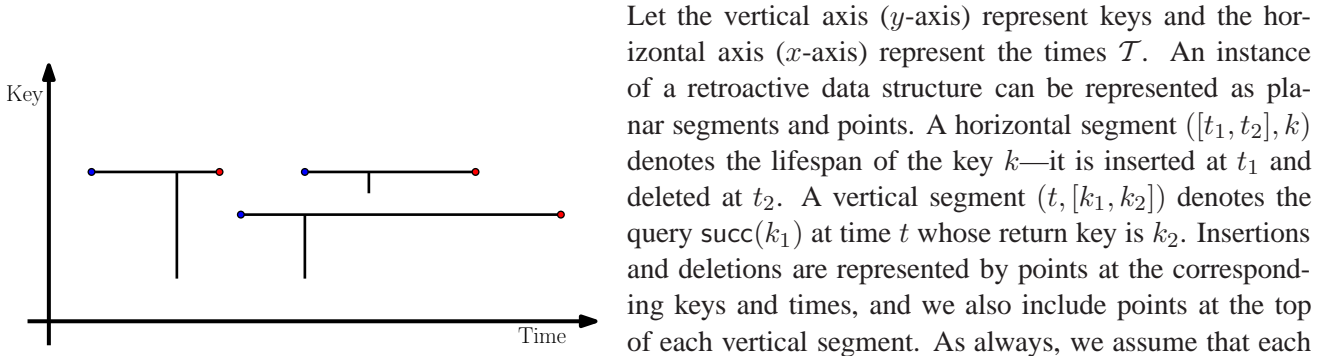 Key
Time
Let the vertical axis (y-axis) represent keys and the hor-
izontal axis (x-axis) represent the times 𝒯. An instance
of a retroactive data structure can be represented as pla-
nar segments and points. A horizontal segment ([t₁, t₂], k)
denotes the lifespan of the key k—it is inserted at t₁ and
deleted at t₂. A vertical segment (t, [k₁, k₂]) denotes the
query succ(k₁) at time t whose return key is k₂. Insertions
and deletions are represented by points at the correspond-
ing keys and times, and we also include points at the top
of each vertical segment. As always, we assume that each